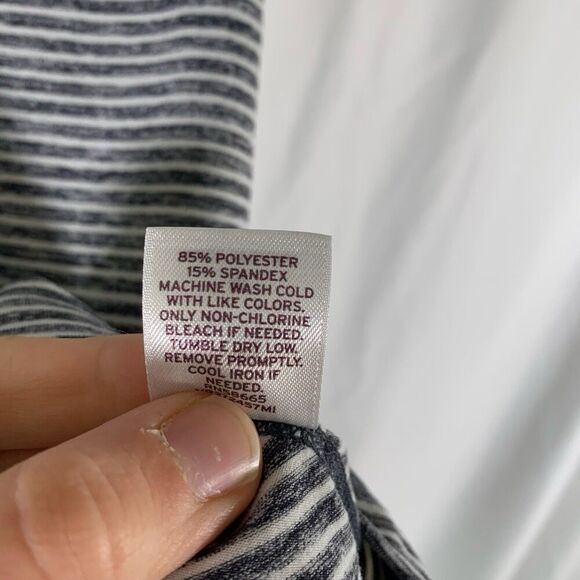 85% POLYESTER
15% SPANDEX
MACHINE WASH COLD
WITH LIKE COLORS.
ONLY NON-CHLORINE
BLEACH IF NEEDED.
TUMBLE DRY LOW.
REMOVE PROMPTLY.
COOL IRON IF
NEEDED.
RN58665